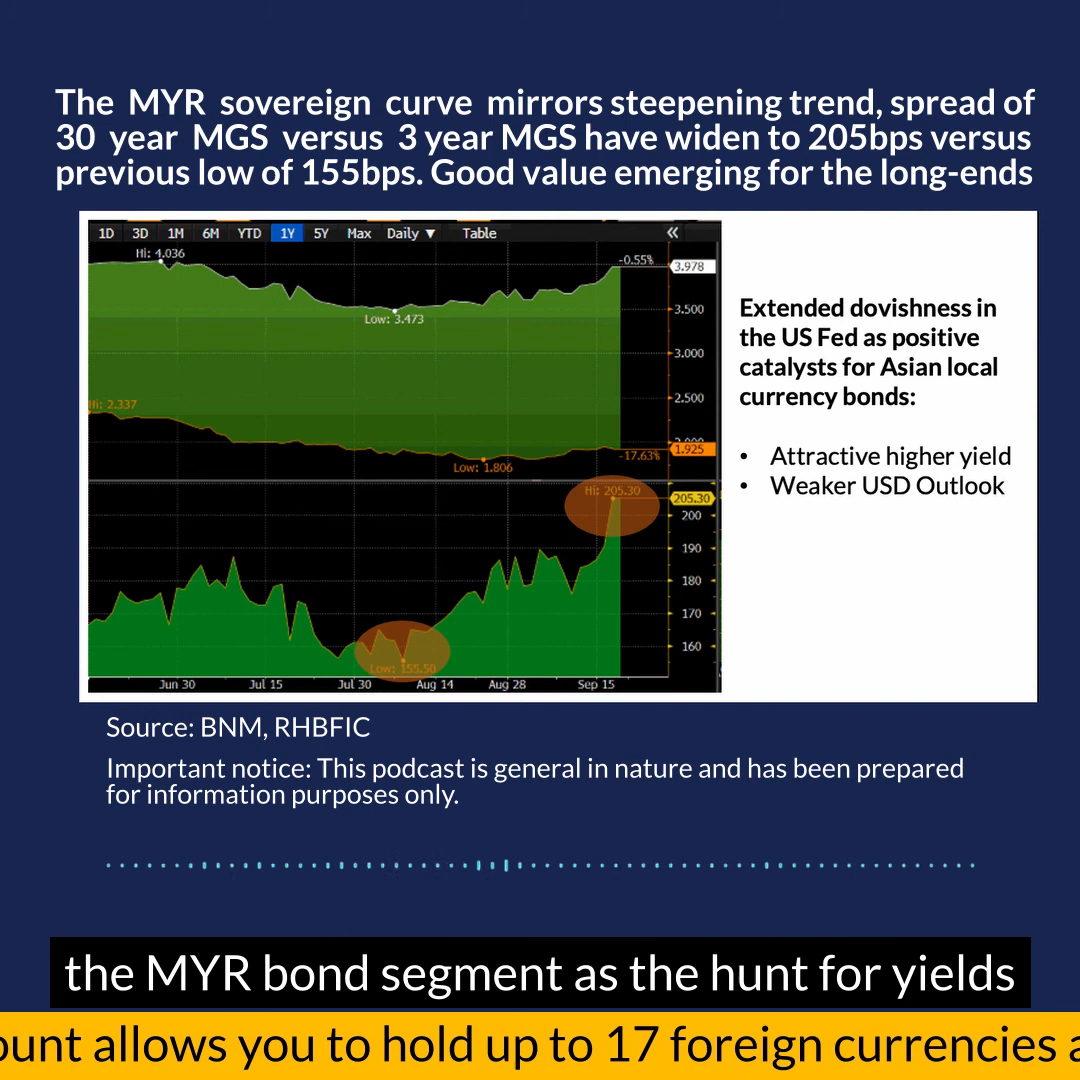 The MYR sovereign curve mirrors steepening trend, spread of
30 year MGS versus 3 year MGS have widen to 205bps versus
previous low of 155bps. Good value emerging for the long-ends
1D 3D 1M 6M YTD 1Y 5Y Max Daily ▼ Table «
Hi: 4.036
-0.55%
3.978
3.500
Low: 3.473
3.000
2.500
Hi: 2.337
2.000
1.925
-17.63%
Low: 1.806
Hi: 205.30
205.30
200
190
180
170
160
Low: 155.50
Jun 30 Jul 15 Jul 30 Aug 14 Aug 28 Sep 15
Extended dovishness in
the US Fed as positive
catalysts for Asian local
currency bonds:
• Attractive higher yield
• Weaker USD Outlook
Source: BNM, RHBFIC
Important notice: This podcast is general in nature and has been prepared
for information purposes only.
the MYR bond segment as the hunt for yields
ount allows you to hold up to 17 foreign currencies a